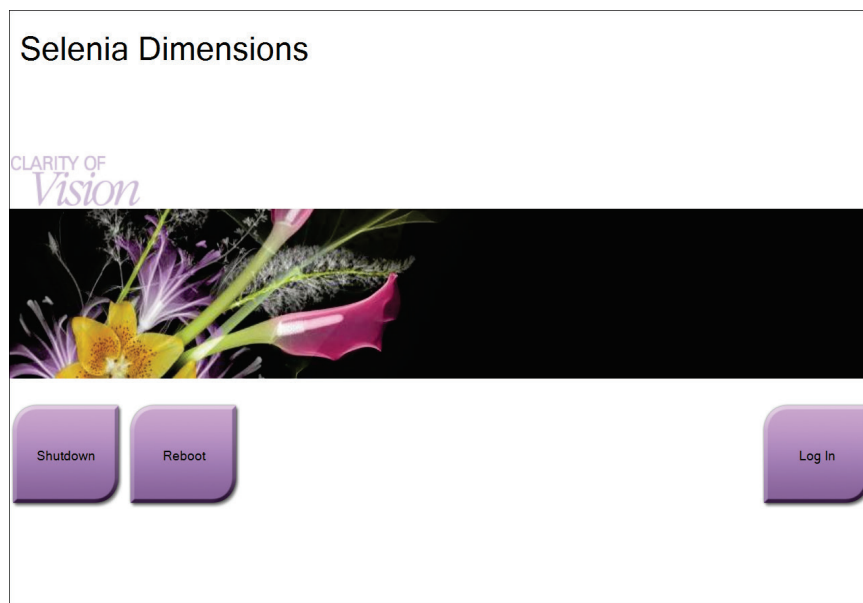 Selenia Dimensions
CLARITY OF
Vision
Shutdown
Reboot
Log In